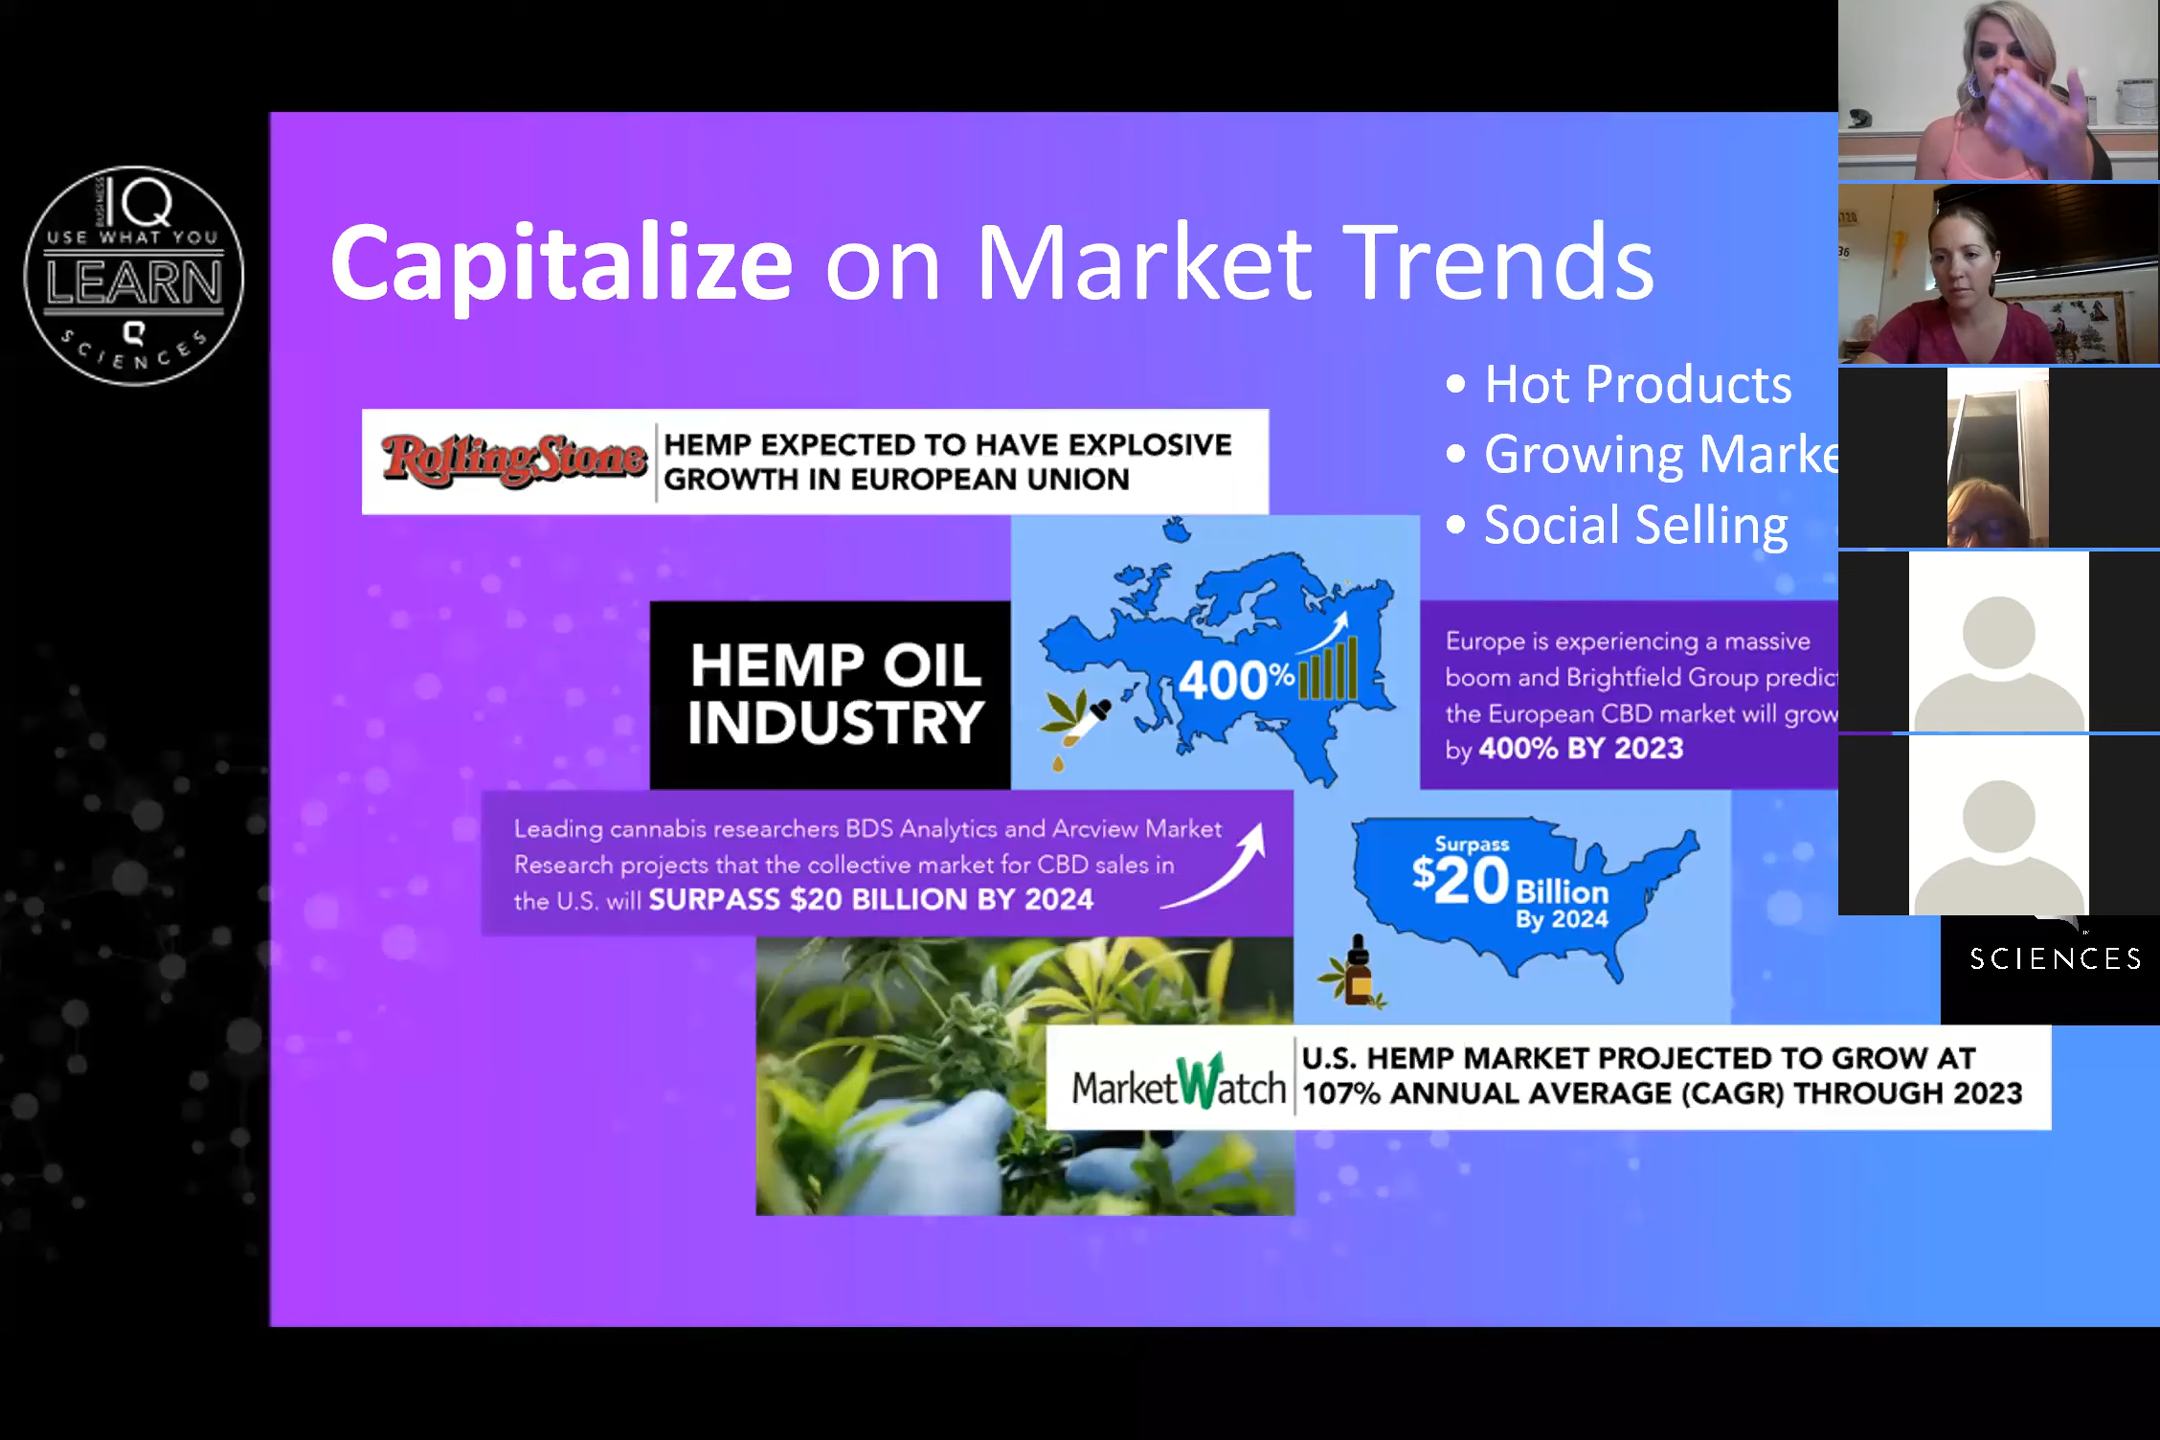 BUSINESS
IQ
USE WHAT YOU
LEARN
Q
SCIENCES
Capitalize on Market Trends
• Hot Products
• Growing Marke
• Social Selling
RollingStone
HEMP EXPECTED TO HAVE EXPLOSIVE
GROWTH IN EUROPEAN UNION
HEMP OIL
INDUSTRY
400%
Europe is experiencing a massive
boom and Brightfield Group predic
the European CBD market will grow
by 400% BY 2023
Leading cannabis researchers BDS Analytics and Arcview Market
Research projects that the collective market for CBD sales in
the U.S. will SURPASS $20 BILLION BY 2024
Surpass
$20 Billion
By 2024
MarketWatch
U.S. HEMP MARKET PROJECTED TO GROW AT
107% ANNUAL AVERAGE (CAGR) THROUGH 2023
SCIENCES